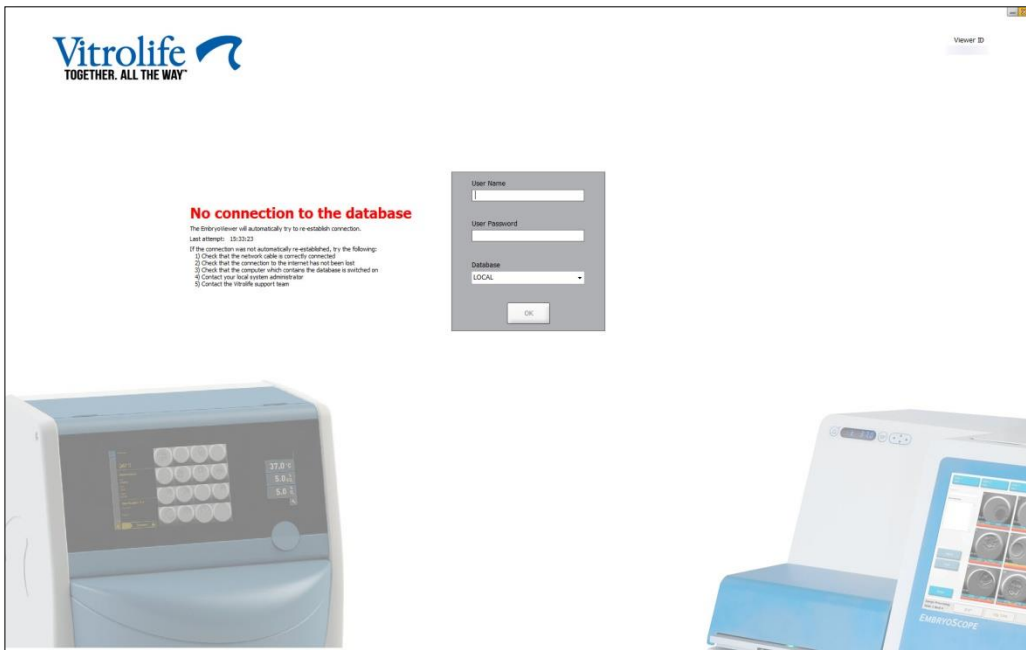 Vitrolife
TOGETHER. ALL THE WAY™
Viewer ID
No connection to the database
The EmbryoViewer will automatically try to re-establish connection.
Last attempt: 15:33:23
If the connection was not automatically re-established, try the following:
1) Check that the network cable is correctly connected
2) Check that the connection to the internet has not been lost
3) Check that the computer which contains the database is switched on
4) Contact your local system administrator
5) Contact the Vitrolife support team
User Name
User Password
Database
LOCAL
OK
37.0
5.0
5.0
EMBRYOSCOPE